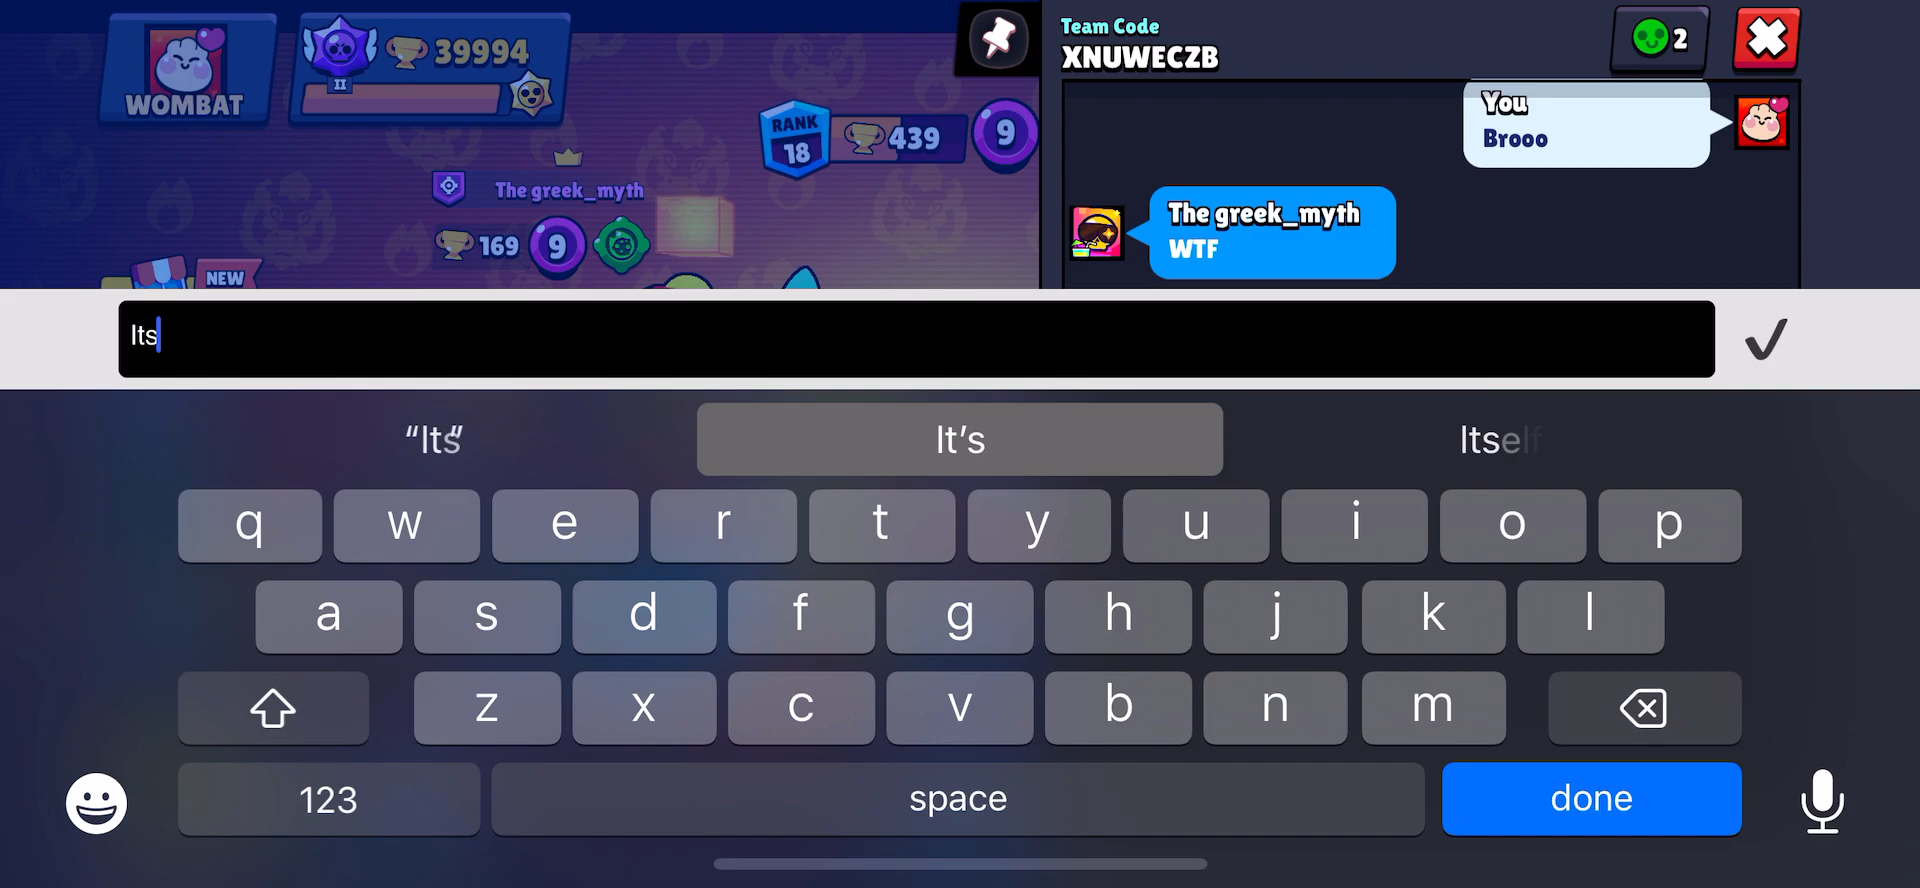 WOMBAT
II
39994
RANK
18
439
9
The greek_myth
169
9
NEW
Team Code
XNUWECZB
2
You
Brooo
The greek_myth
WTF
Its
“Its”
It’s
Itself
q w e r t y u i o p
a s d f g h j k l
z x c v b n m
123
space
done